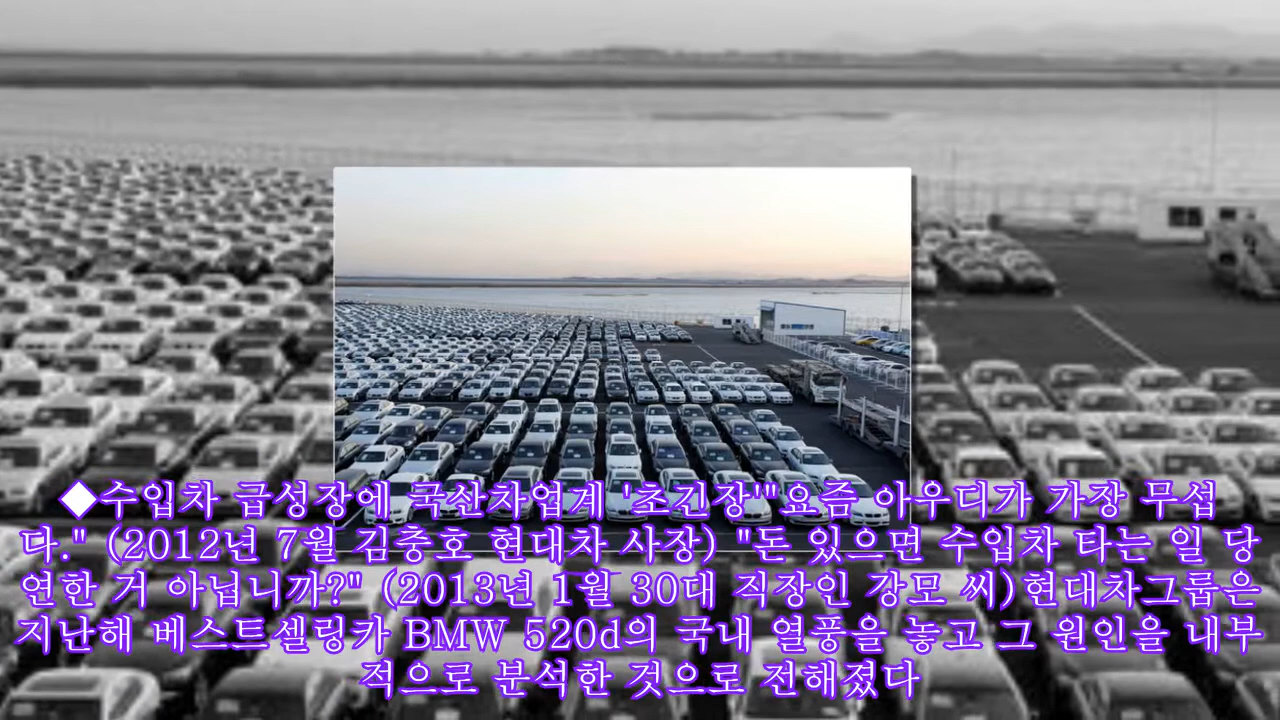 ◆수입차 급성장에 국산차업계 '초긴장'"요즘 아우디가 가장 무섭
다." (2012년 7월 김충호 현대차 사장) "돈 있으면 수입차 타는 일 당
연한 거 아닙니까?" (2013년 1월 30대 직장인 강모 씨)현대차그룹은
지난해 베스트셀링카 BMW 520d의 국내 열풍을 놓고 그 원인을 내부
적으로 분석한 것으로 전해졌다